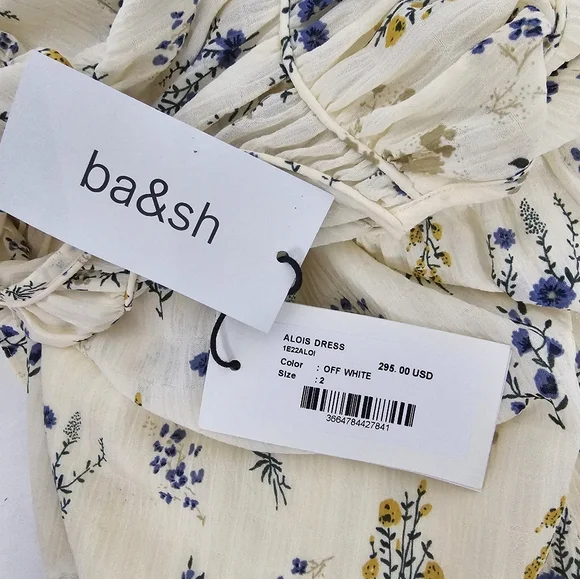 ba&sh
ALOIS DRESS
1E22ALOI
Color : OFF WHITE 295.00 USD
Size : 2
3664784427841